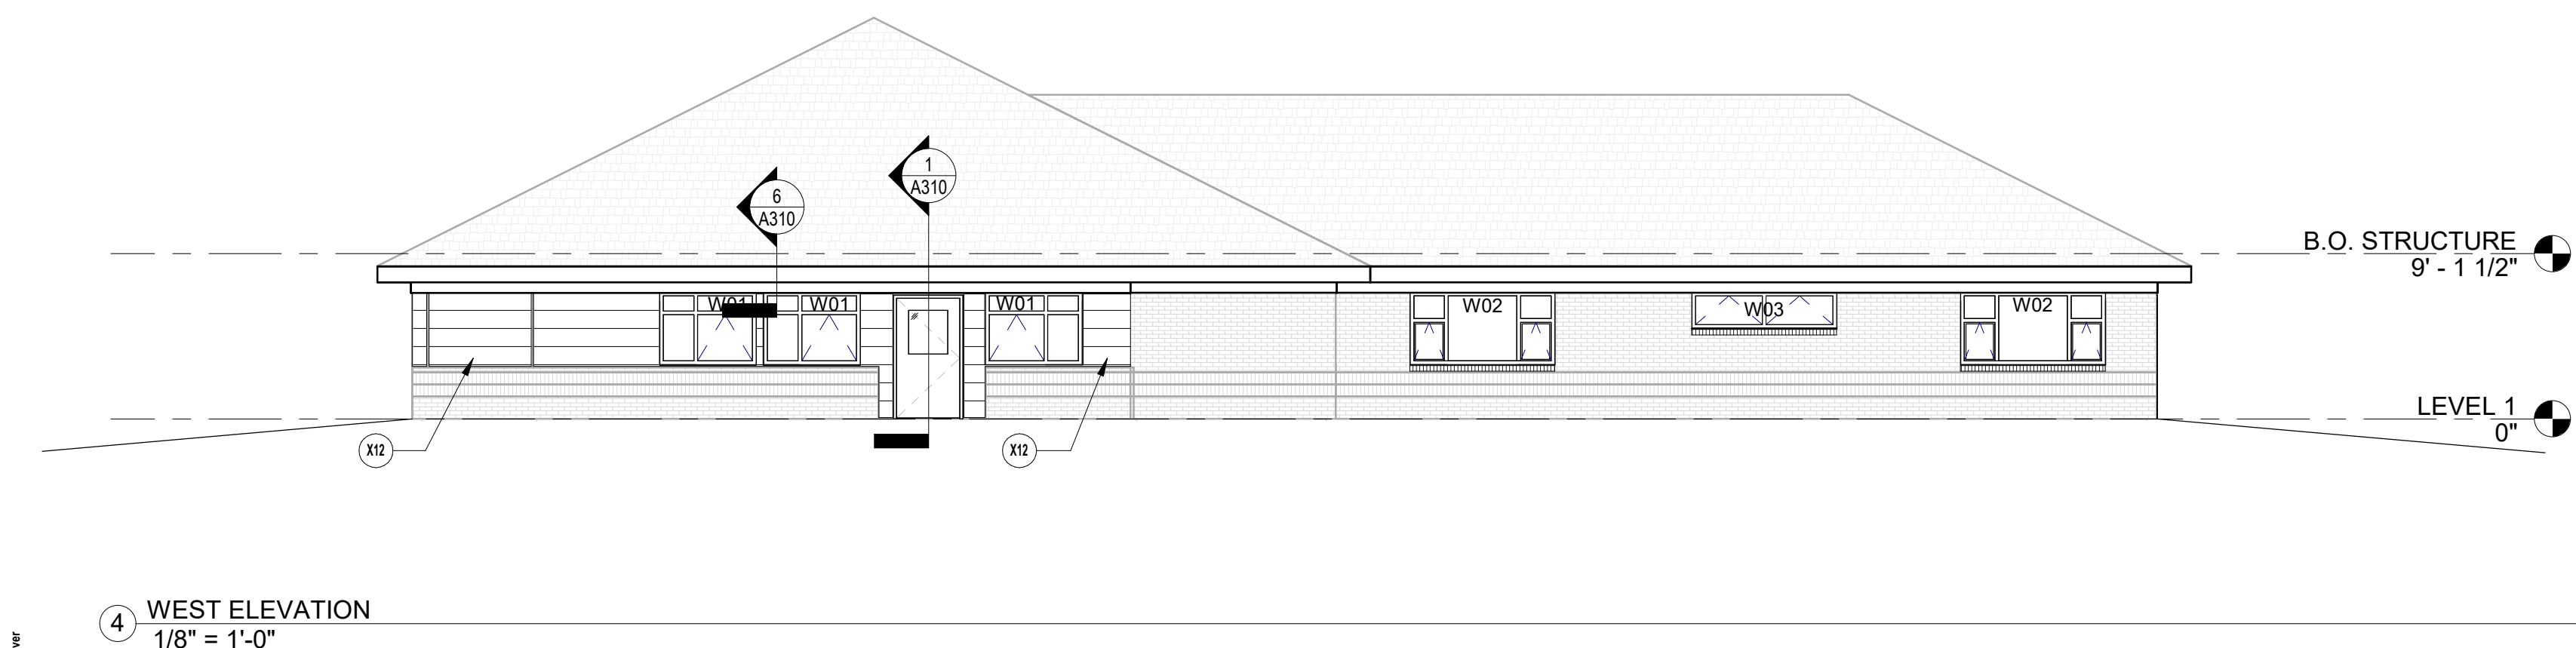 1
A310
6
A310
B.O. STRUCTURE
9' - 1 1/2"
W01
W01
W01
W02
W03
W02
LEVEL 1
0"
X12
X12
4
WEST ELEVATION
1/8" = 1'-0"
ver